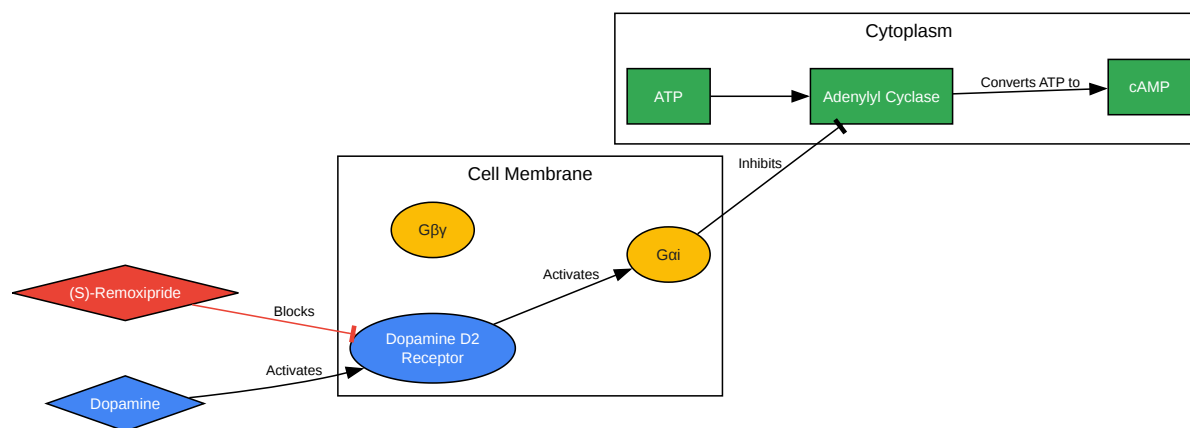 Cytoplasm
ATP
Adenylyl Cyclase
Converts ATP to
cAMP
Inhibits
Cell Membrane
Gβγ
Gαi
Activates
(S)-Remoxipride
Blocks
Dopamine D2
Receptor
Activates
Dopamine